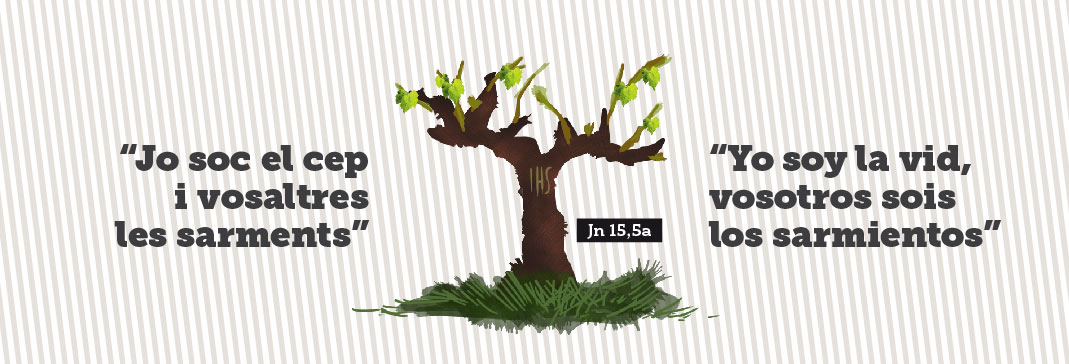 “Jo soc el cep
i vosaltres
les sarments”
IHS
Jn 15,5a
“Yo soy la vid,
vosotros sois
los sarmientos”